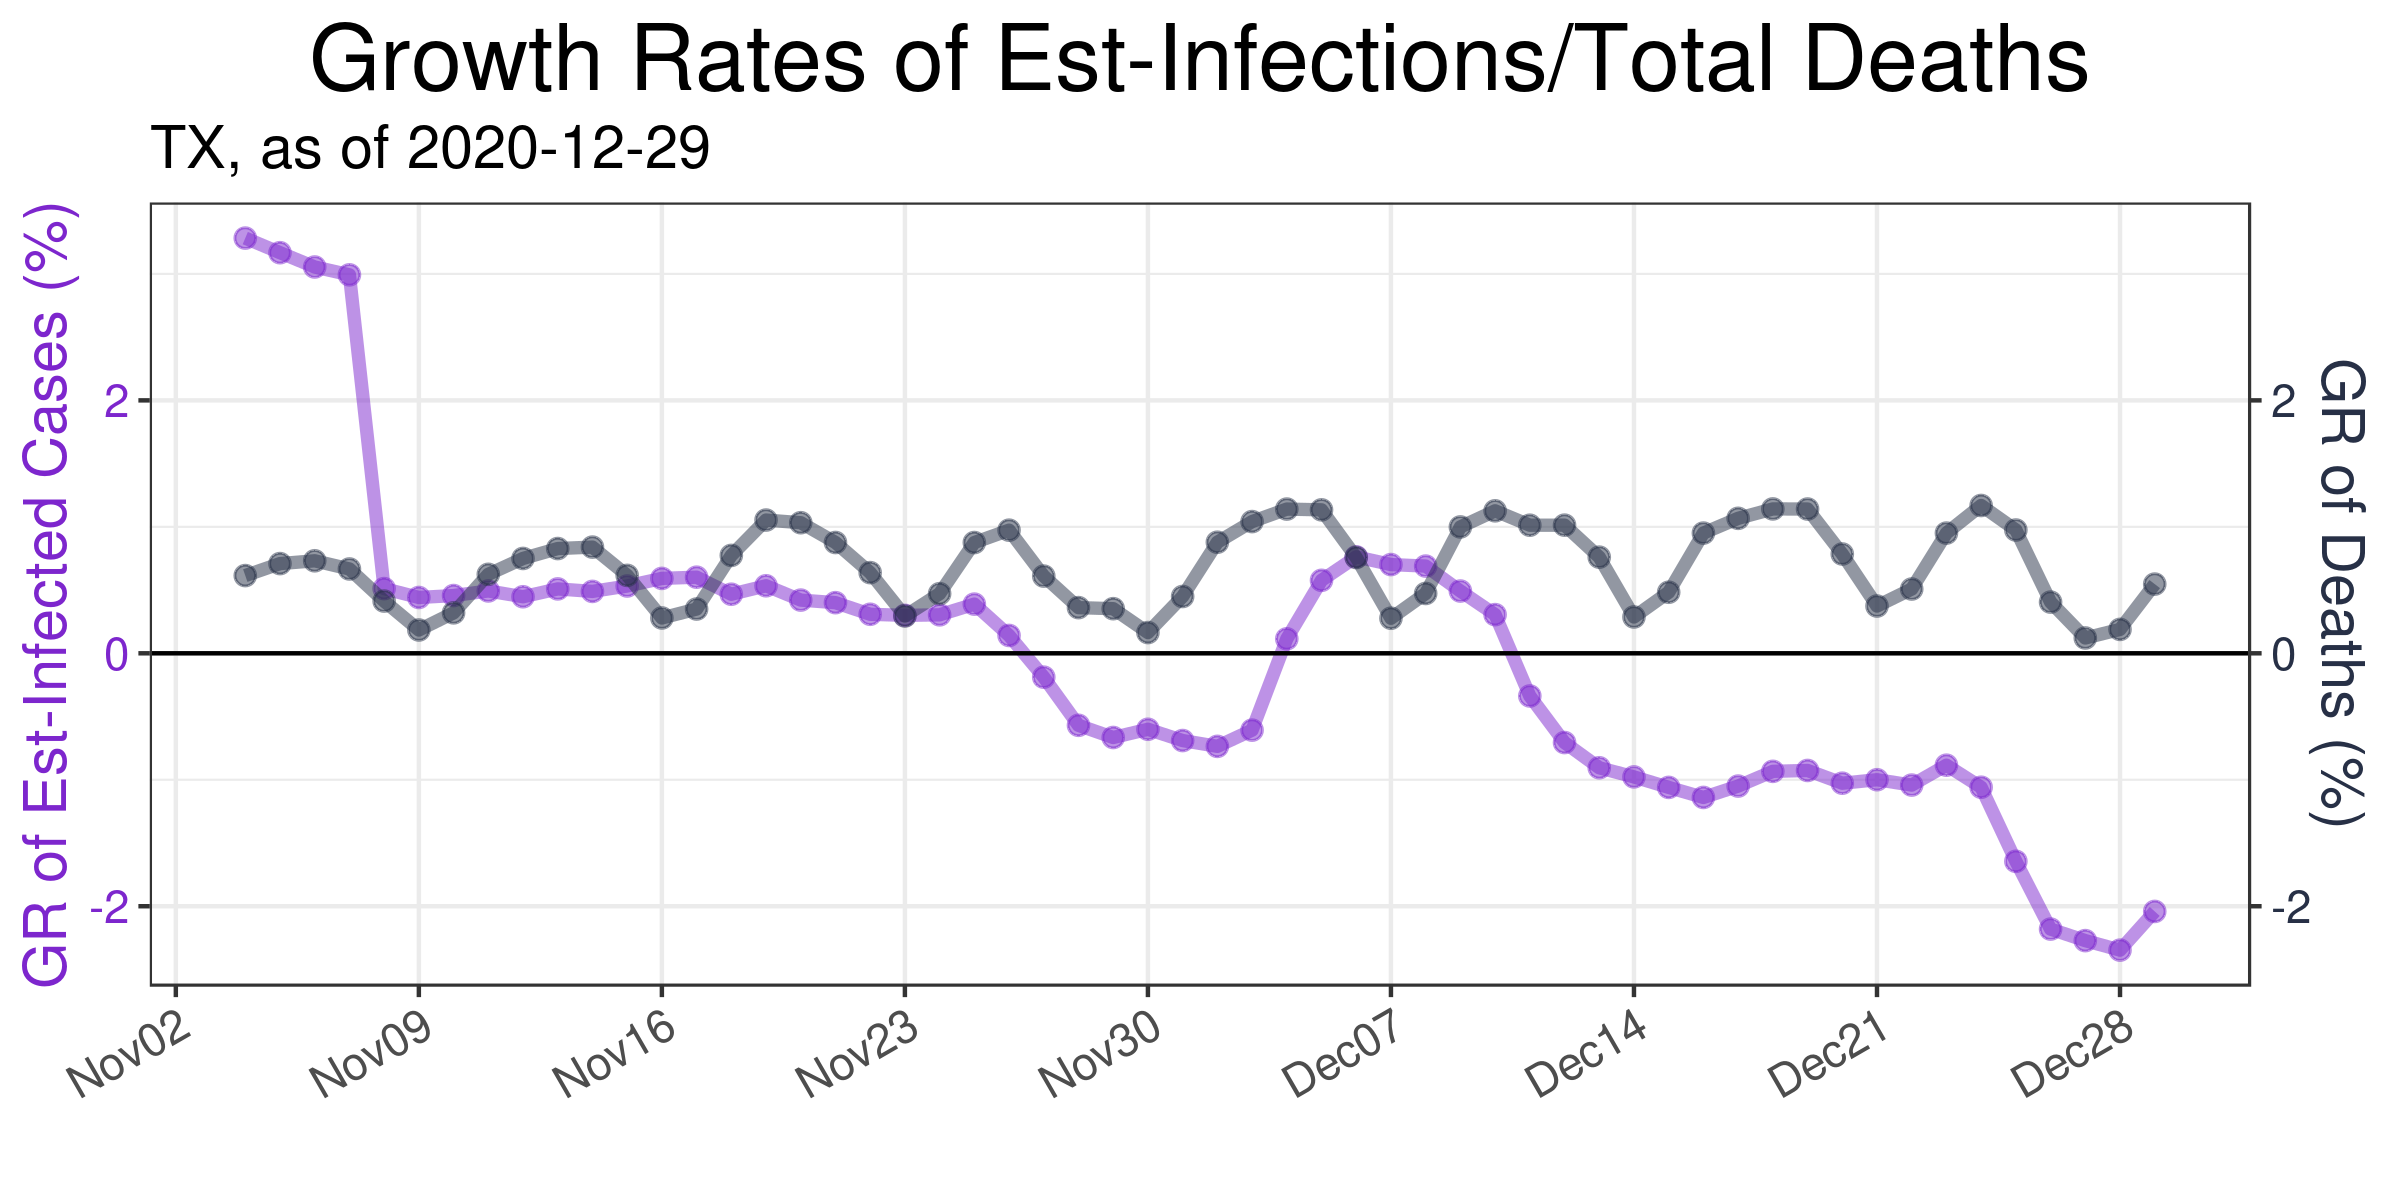 Growth Rates of Est-Infections/Total Deaths
TX, as of 2020-12-29
GR of Est-Infected Cases (%)
2
0
-2
2
0
-2
GR of Deaths (%)
Nov02
Nov09
Nov16
Nov23
Nov30
Dec07
Dec14
Dec21
Dec28